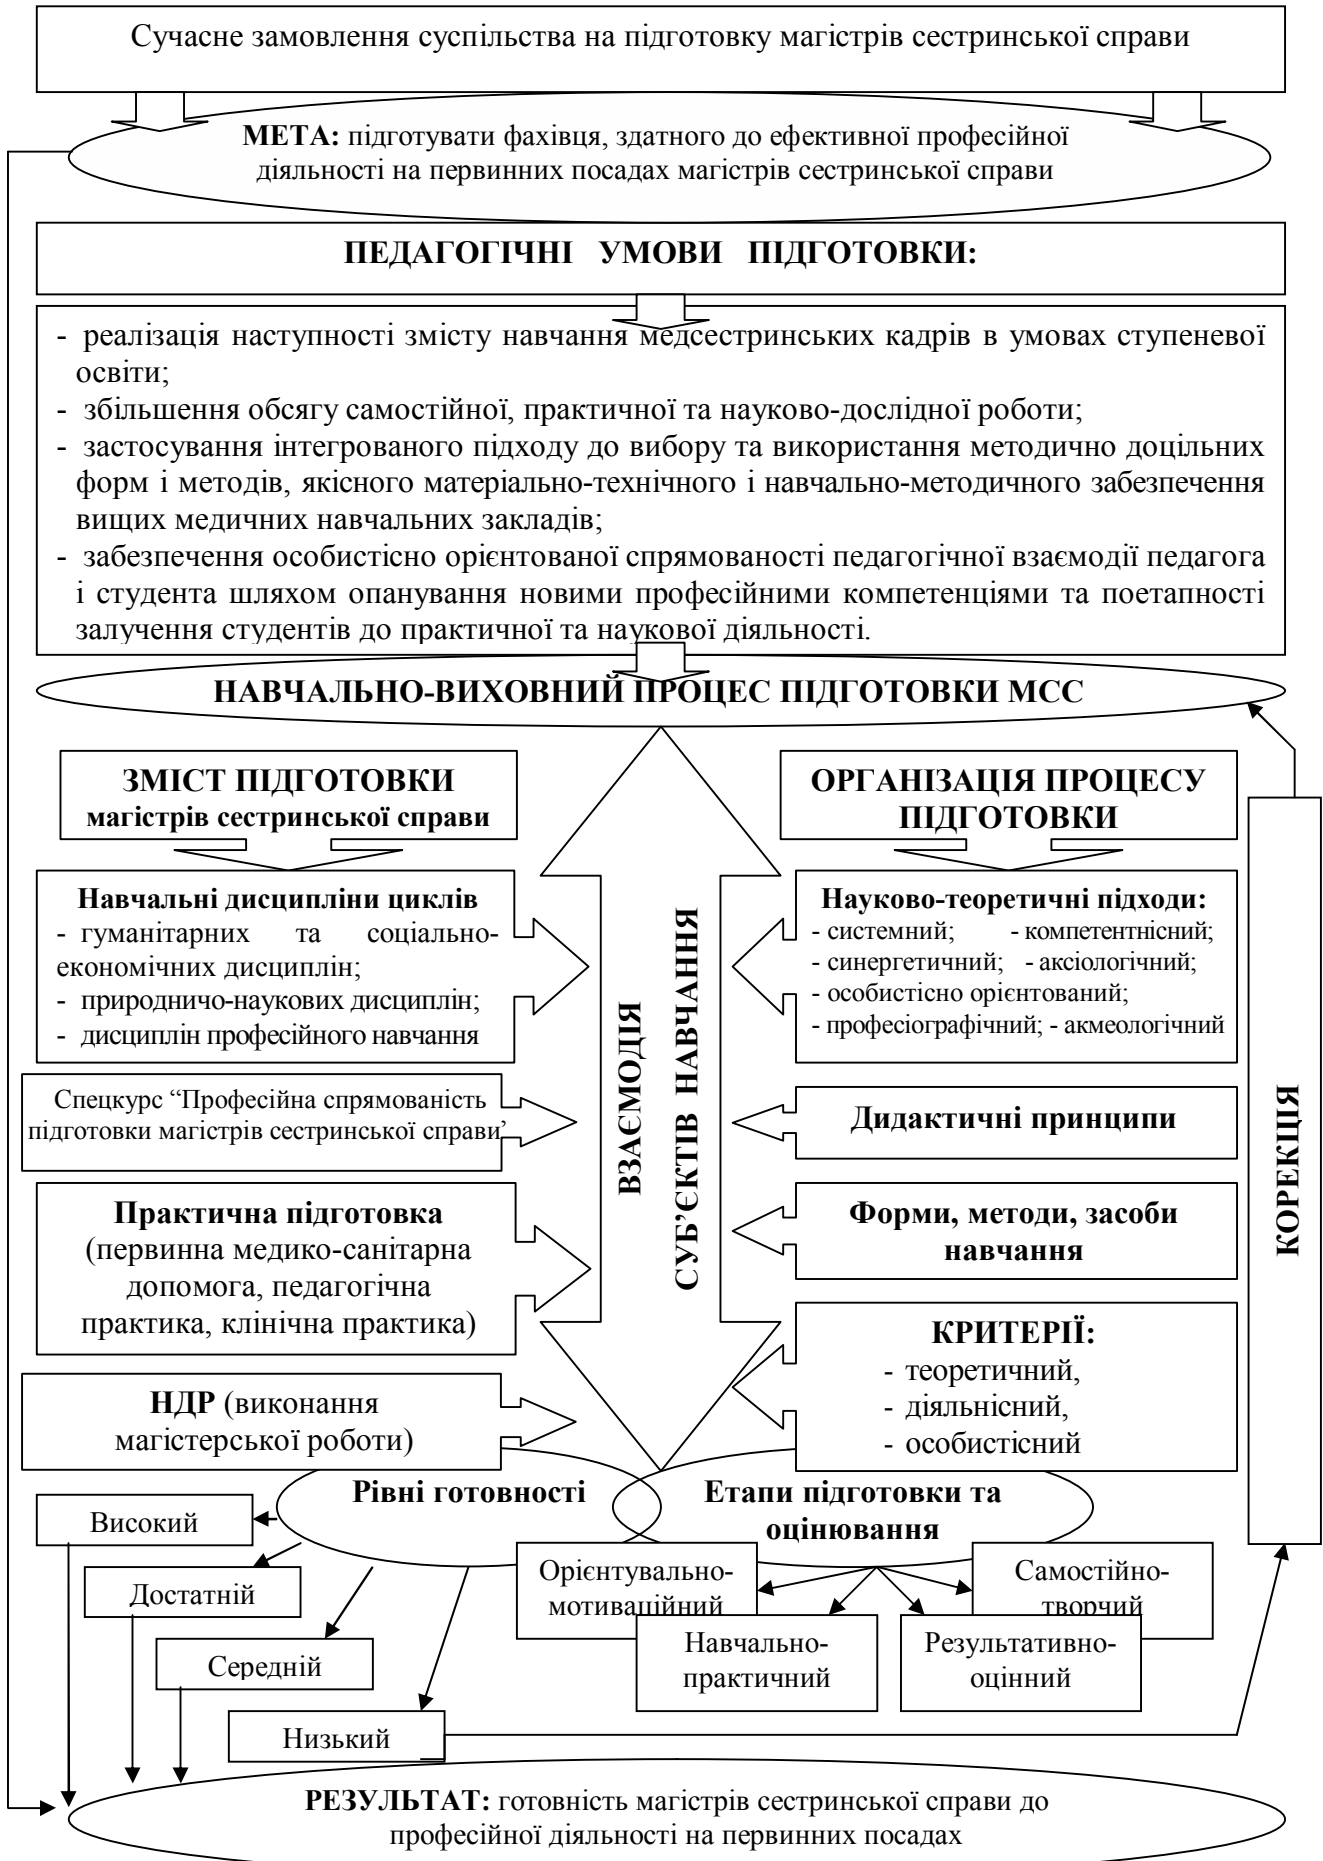 Сучасне замовлення суспільства на підготовку магістрів сестринської справи
МЕТА: підготувати фахівця, здатного до ефективної професійної
діяльності на первинних посадах магістрів сестринської справи
ПЕДАГОГІЧНІ УМОВИ ПІДГОТОВКИ:
- реалізація наступності змісту навчання медсестринських кадрів в умовах ступеневої
освіти;
- збільшення обсягу самостійної, практичної та науково-дослідної роботи;
- застосування інтегрованого підходу до вибору та використання методично доцільних
форм і методів, якісного матеріально-технічного і навчально-методичного забезпечення
вищих медичних навчальних закладів;
- забезпечення особистісно орієнтованої спрямованості педагогічної взаємодії педагога
і студента шляхом опанування новими професійними компетенціями та поетапності
залучення студентів до практичної та наукової діяльності.
НАВЧАЛЬНО-ВИХОВНИЙ ПРОЦЕС ПІДГОТОВКИ МСС
ЗМІСТ ПІДГОТОВКИ
магістрів сестринської справи
Навчальні дисципліни циклів
- гуманітарних та соціально-
економічних дисциплін;
- природничо-наукових дисциплін;
- дисциплін професійного навчання
Спецкурс “Професійна спрямованість
підготовки магістрів сестринської справи’
Практична підготовка
(первинна медико-санітарна
допомога, педагогічна
практика, клінічна практика)
НДР (виконання
магістерської роботи)
ВЗАЄМОДІЯ
СУБ’ЄКТІВ НАВЧАННЯ
ОРГАНІЗАЦІЯ ПРОЦЕСУ
ПІДГОТОВКИ
Науково-теоретичні підходи:
- системний; - компетентнісний;
- синергетичний; - аксіологічний;
- особистісно орієнтований;
- професіографічний; - акмеологічний
Дидактичні принципи
Форми, методи, засоби
навчання
КРИТЕРІЇ:
- теоретичний,
- діяльнісний,
- особистісний
КОРЕКЦІЯ
Рівні готовності
Високий
Достатній
Середній
Низький
Етапи підготовки та
оцінювання
Орієнтувально-
мотиваційний
Навчально-
практичний
Результативно-
оцінний
Самостійно-
творчий
РЕЗУЛЬТАТ: готовність магістрів сестринської справи до
професійної діяльності на первинних посадах